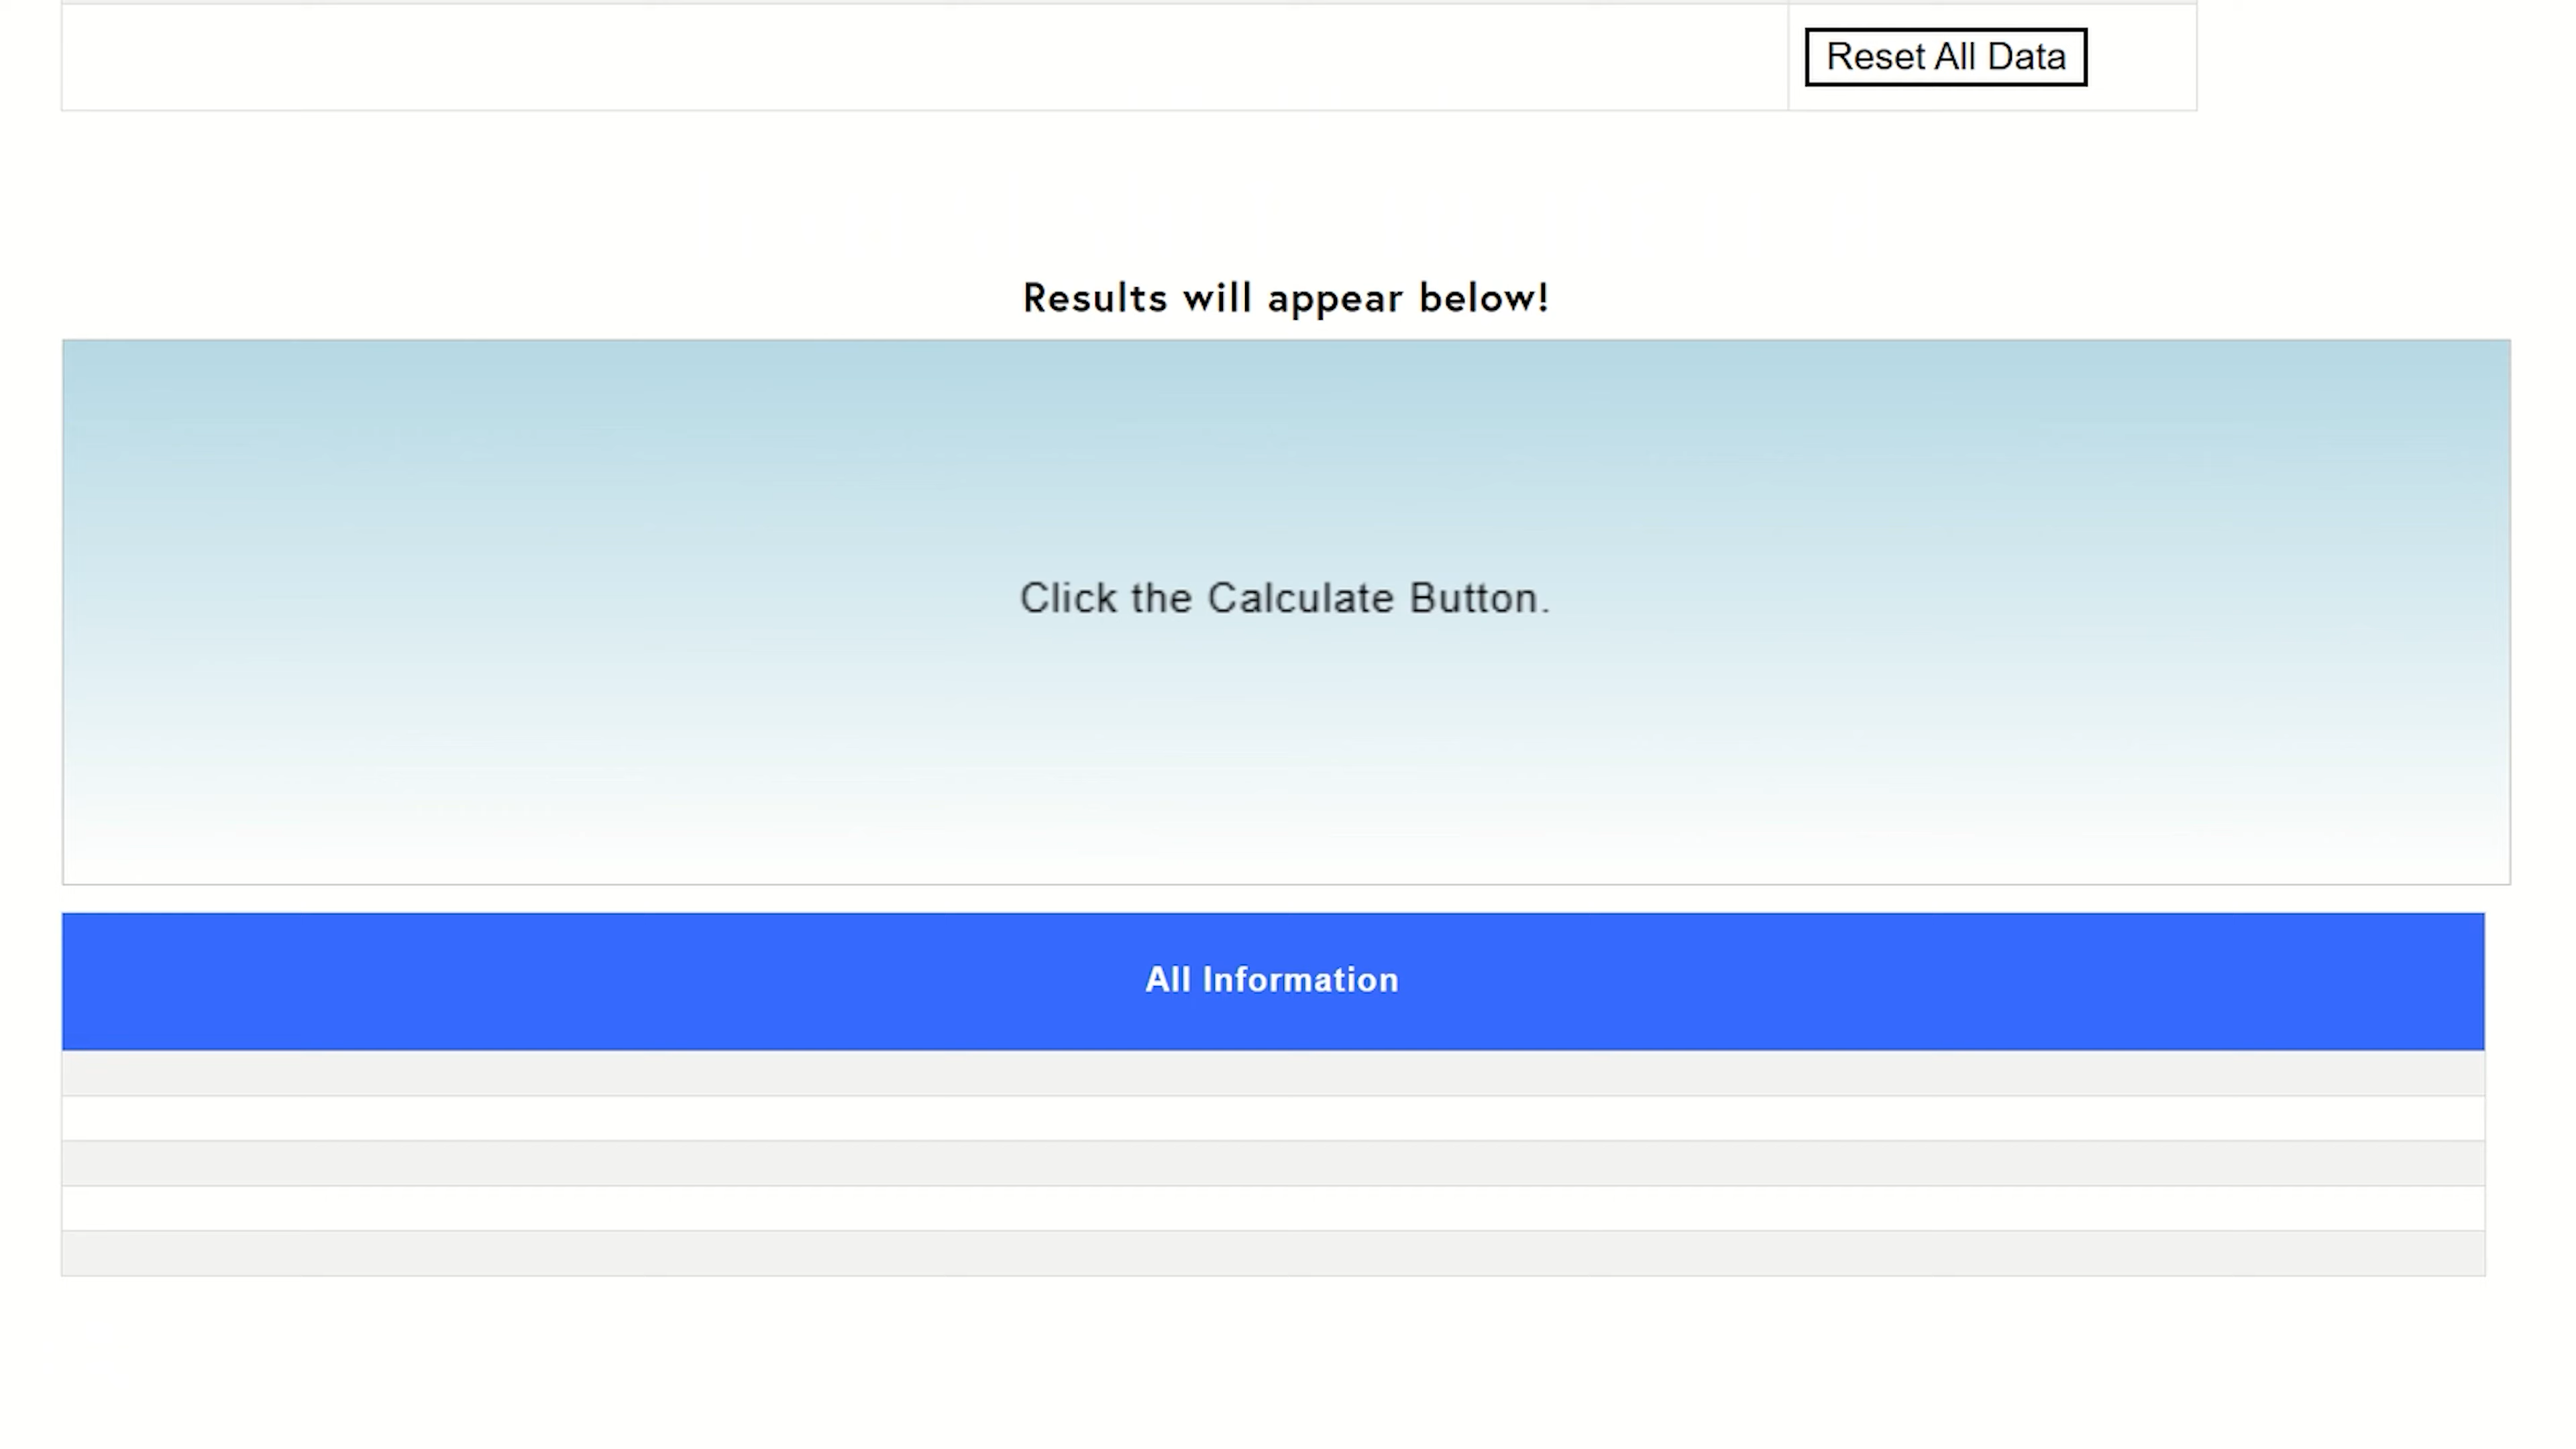 Reset All Data
Results will appear below!
Click the Calculate Button.
All Information